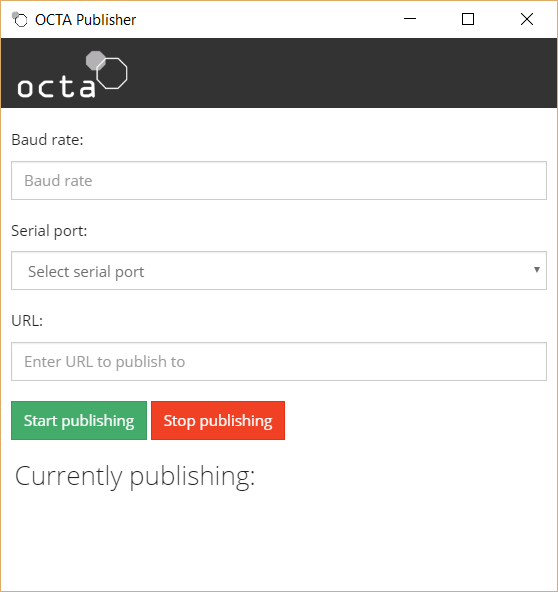 OCTA Publisher
octa
Baud rate:
Baud rate
Serial port:
Select serial port
URL:
Enter URL to publish to
Start publishing Stop publishing
Currently publishing: